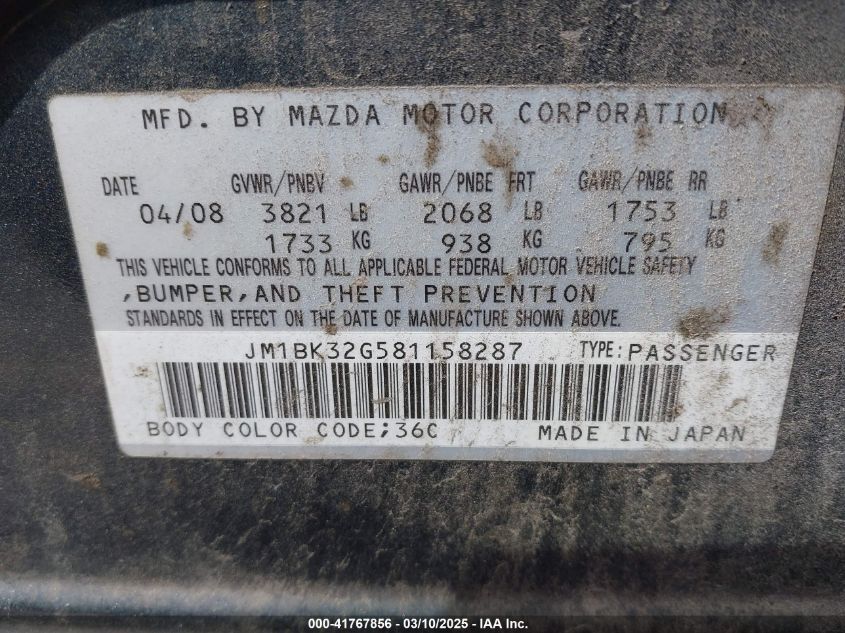 MFD. BY MAZDA MOTOR CORPORATION
DATE GVWR/PNBV GAWR/PNBE FRT GAWR/PNBE RR
04/08 3821 LB 2068 LB 1753 LB
1733 KG 938 KG 795 KG
THIS VEHICLE CONFORMS TO ALL APPLICABLE FEDERAL MOTOR VEHICLE SAFETY
,BUMPER,AND THEFT PREVENTION
STANDARDS IN EFFECT ON THE DATE OF MANUFACTURE SHOWN ABOVE.
JM1BK32G581158287 TYPE:PASSENGER
BODY COLOR CODE;36C MADE IN JAPAN
000-41767856 - 03/10/2025 - IAA Inc.